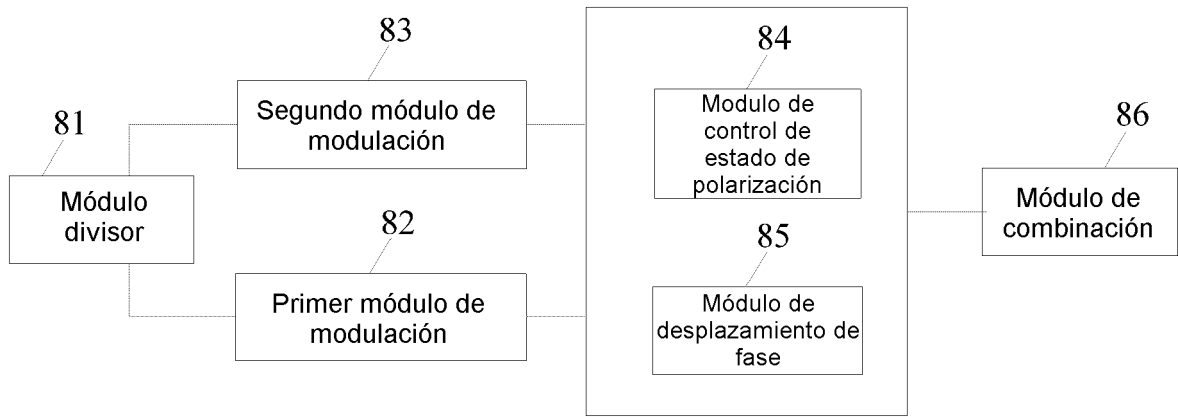 81
Módulo
divisor
83
Segundo módulo de
modulación
82
Primer módulo de
modulación
84
Modulo de
control de
estado de
polarización
85
Módulo de
desplazamiento de
fase
86
Módulo de
combinación